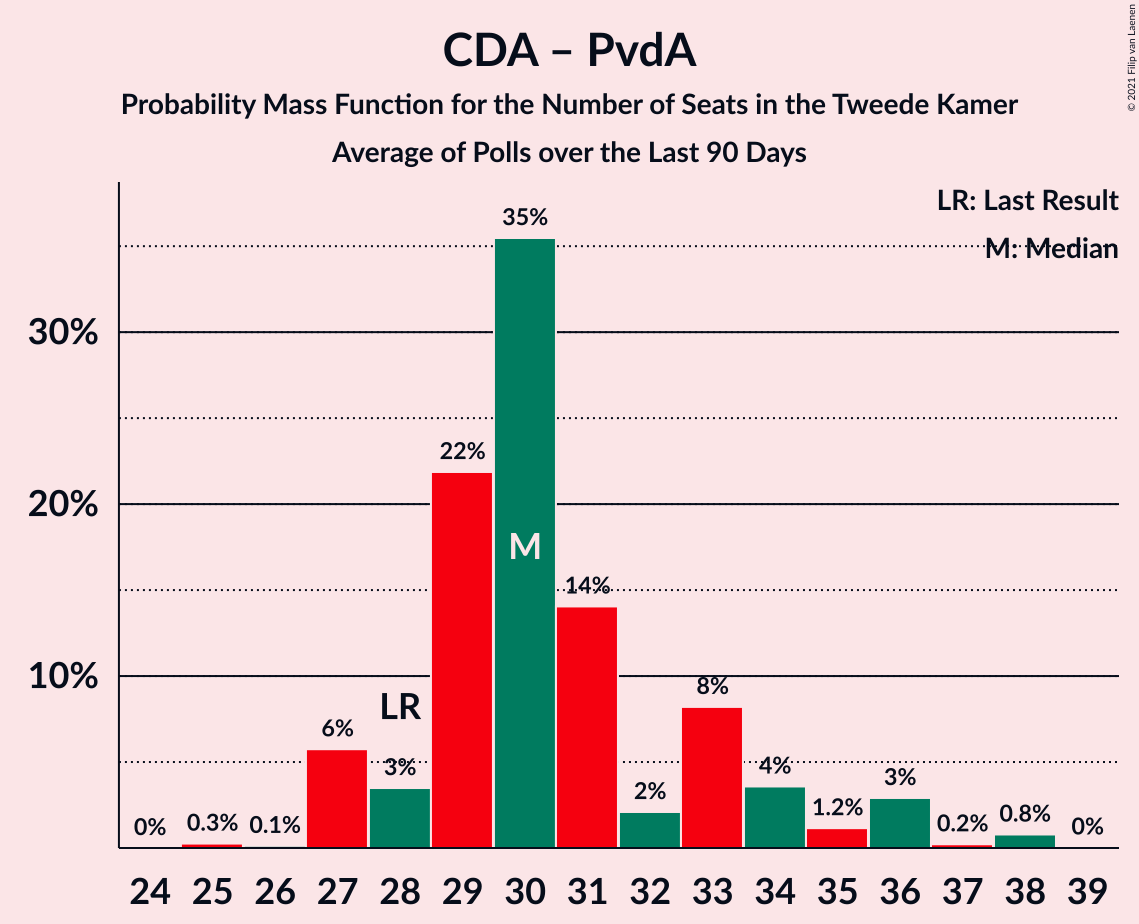 CDA – PvdA
Probability Mass Function for the Number of Seats in the Tweede Kamer
Average of Polls over the Last 90 Days
© 2021 Filip van Laenen
LR: Last Result
M: Median
35%
30%
22%
20%
M
14%
10%
8%
LR
6%
3%
4%
3%
2%
1.2%
0.8%
0.3%
0.1%
0.2%
0%
0%
24 25 26 27 28 29 30 31 32 33 34 35 36 37 38 39